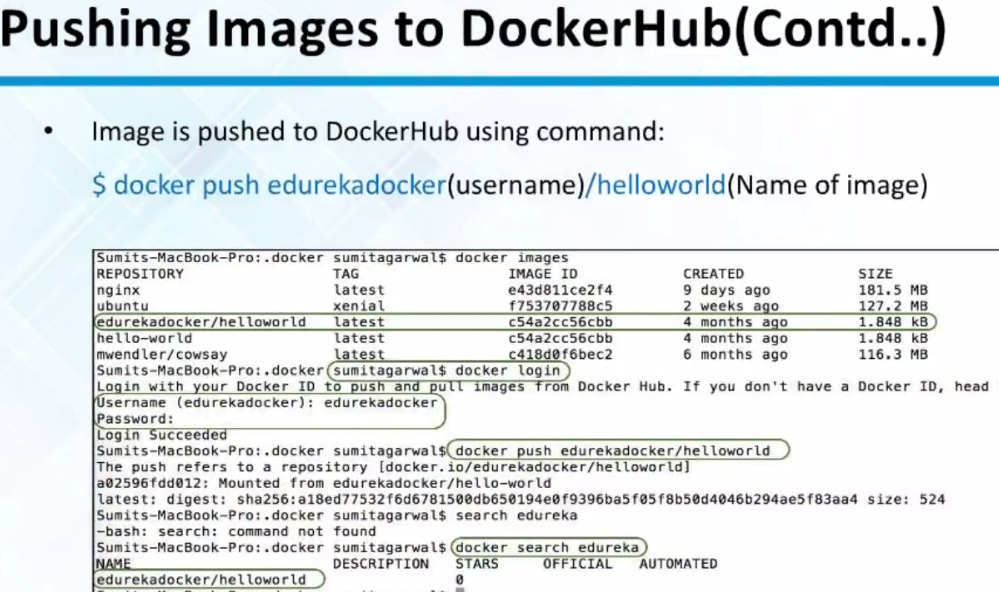 Pushing Images to DockerHub(Contd..)
• Image is pushed to DockerHub using command:
$ docker push edurekadocker(username)/helloworld(Name of image)
Sumits-MacBook-Pro:.docker sumitagarwal$ docker images
REPOSITORY TAG IMAGE ID CREATED SIZE
nginx latest e43d811ce2f4 9 days ago 181.5 MB
ubuntu xenial f753707788c5 2 weeks ago 127.2 MB
edurekadocker/helloworld latest c54a2cc56cbb 4 months ago 1.848 kB
hello-world latest c54a2cc56cbb 4 months ago 1.848 kB
mwendler/cowsay latest c418d0f6bec2 6 months ago 116.3 MB
Sumits-MacBook-Pro:.docker sumitagarwal$ docker login
Login with your Docker ID to push and pull images from Docker Hub. If you don't have a Docker ID, head
Username (edurekadocker): edurekadocker
Password:
Login Succeeded
Sumits-MacBook-Pro:.docker sumitagarwal$ docker push edurekadocker/helloworld
The push refers to a repository [docker.io/edurekadocker/helloworld]
a02596fdd012: Mounted from edurekadocker/hello-world
latest: digest: sha256:a18ed77532f6d6781500db650194e0f9396ba5f05f8b50d4046b294ae5f83aa4 size: 524
Sumits-MacBook-Pro:.docker sumitagarwal$ search edureka
-bash: search: command not found
Sumits-MacBook-Pro:.docker sumitagarwal$ docker search edureka
NAME DESCRIPTION STARS OFFICIAL AUTOMATED
edurekadocker/helloworld 0